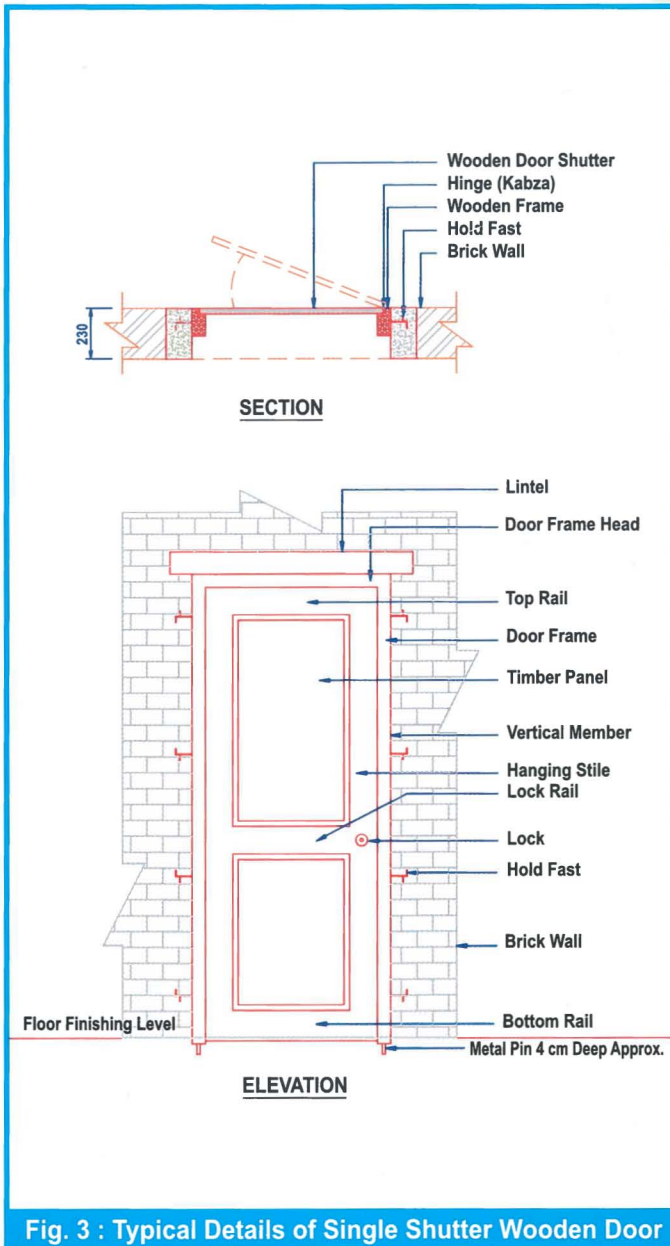 Wooden Door Shutter
Hinge (Kabza)
Wooden Frame
Hold Fast
Brick Wall
230
SECTION
Lintel
Door Frame Head
Top Rail
Door Frame
Timber Panel
Vertical Member
Hanging Stile
Lock Rail
Lock
Hold Fast
Brick Wall
Floor Finishing Level
Bottom Rail
Metal Pin 4 cm Deep Approx.
ELEVATION
Fig. 3 : Typical Details of Single Shutter Wooden Door